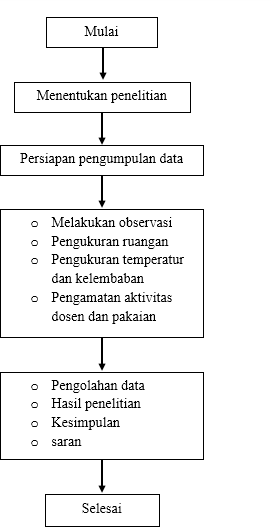 Mulai
Menentukan penelitian
Persiapan pengumpulan data
o Melakukan observasi
o Pengukuran ruangan
o Pengukuran temperatur
dan kelembaban
o Pengamatan aktivitas
dosen dan pakaian
o Pengolahan data
o Hasil penelitian
o Kesimpulan
o saran
Selesai